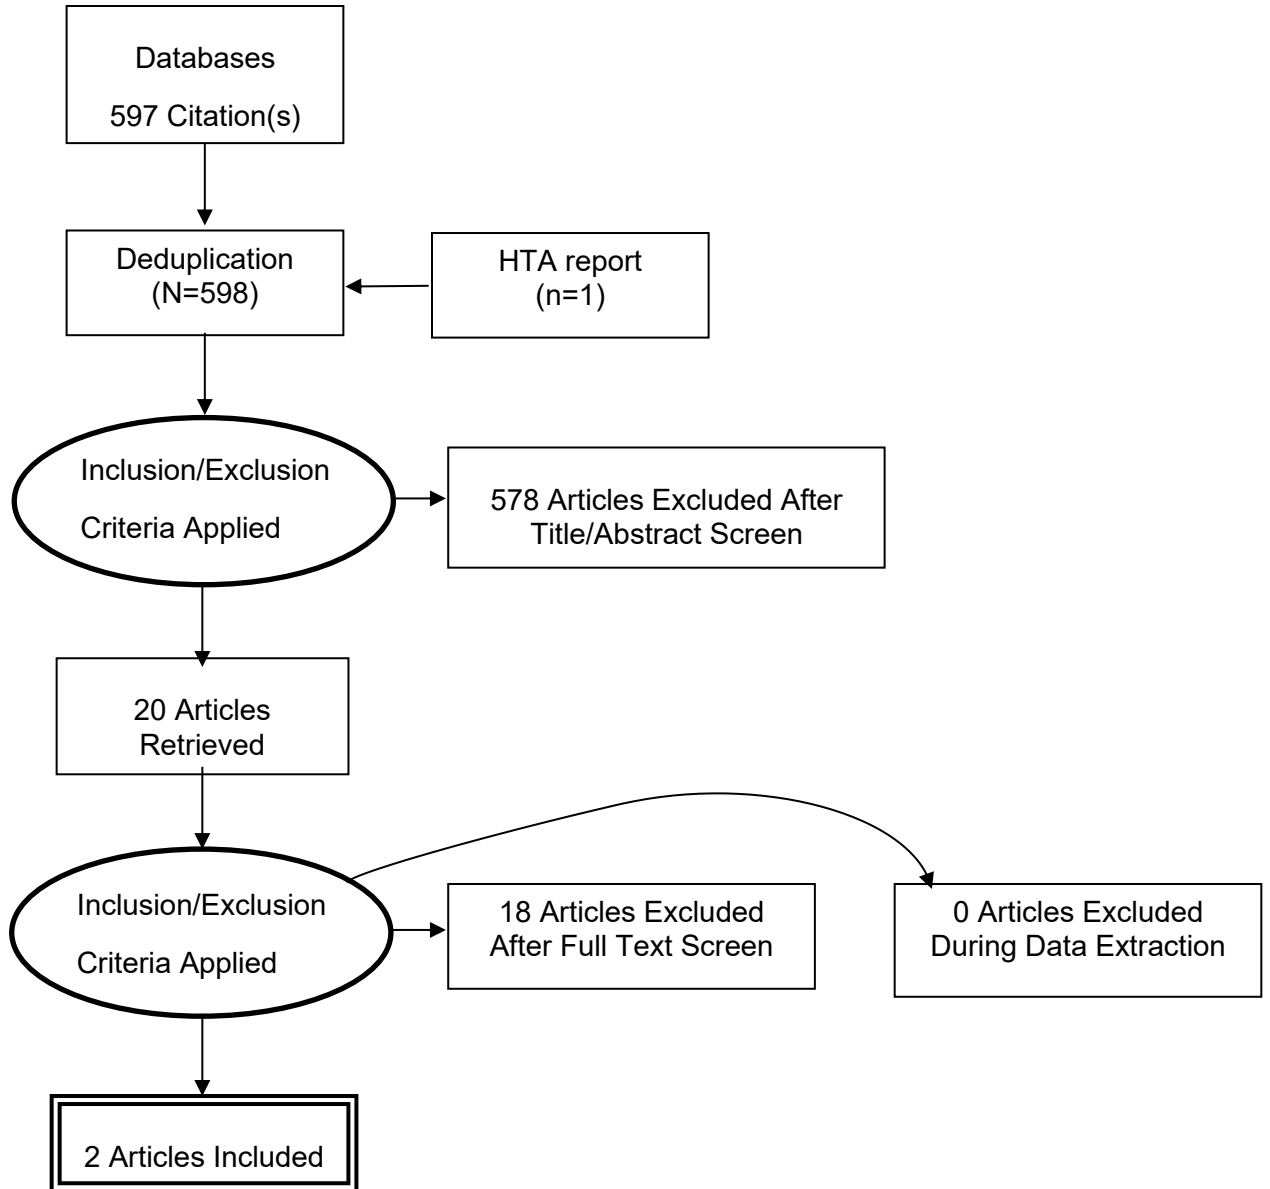 Databases
597 Citation(s)
Deduplication
(N=598)
HTA report
(n=1)
Inclusion/Exclusion
Criteria Applied
578 Articles Excluded After
Title/Abstract Screen
20 Articles
Retrieved
Inclusion/Exclusion
Criteria Applied
18 Articles Excluded
After Full Text Screen
0 Articles Excluded
During Data Extraction
2 Articles Included